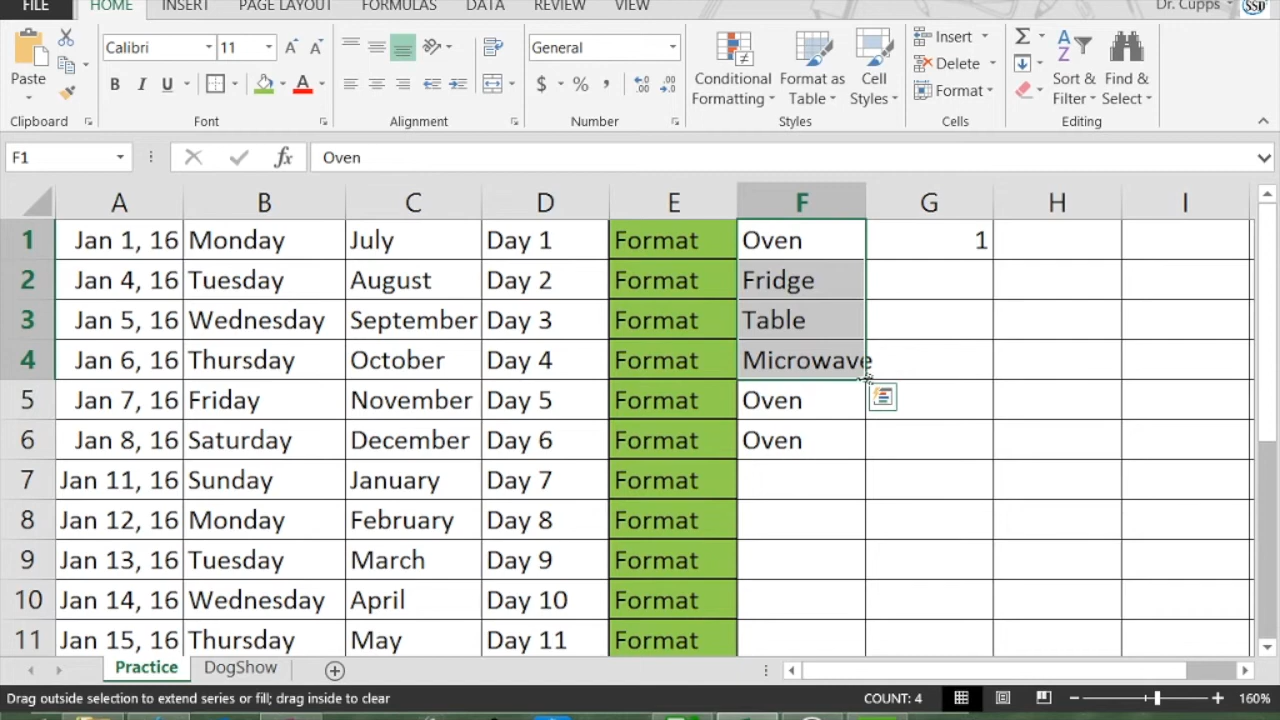 FILE HOME INSERT PAGE LAYOUT FORMULAS DATA REVIEW VIEW Dr. Cupps SSP
Paste
Clipboard
Calibri 11
B I U A
Font
Alignment
General
$ % ,
Number
Conditional Formatting
Format as Table
Cell Styles
Styles
Insert
Delete
Format
Cells
Sort & Filter
Find & Select
Editing
F1 fx Oven
A B C D E F G H I
1 Jan 1, 16 Monday July Day 1 Format Oven 1
2 Jan 4, 16 Tuesday August Day 2 Format Fridge
3 Jan 5, 16 Wednesday September Day 3 Format Table
4 Jan 6, 16 Thursday October Day 4 Format Microwave
5 Jan 7, 16 Friday November Day 5 Format Oven
6 Jan 8, 16 Saturday December Day 6 Format Oven
7 Jan 11, 16 Sunday January Day 7 Format
8 Jan 12, 16 Monday February Day 8 Format
9 Jan 13, 16 Tuesday March Day 9 Format
10 Jan 14, 16 Wednesday April Day 10 Format
11 Jan 15, 16 Thursday May Day 11 Format
Practice DogShow
Drag outside selection to extend series or fill; drag inside to clear COUNT: 4 160%